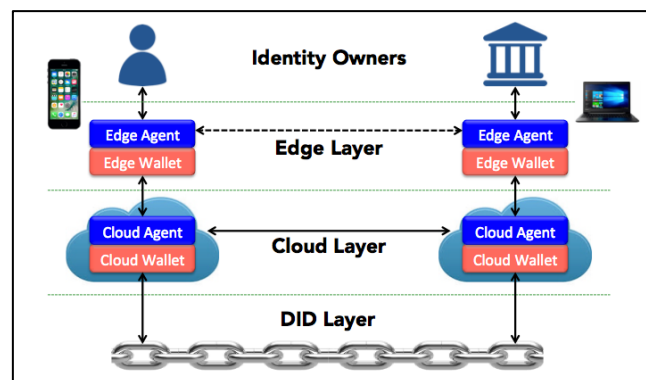 Identity Owners
Edge Agent
Edge Agent
Edge Layer
Edge Wallet
Edge Wallet
Cloud Agent
Cloud Agent
Cloud Layer
Cloud Wallet
Cloud Wallet
DID Layer